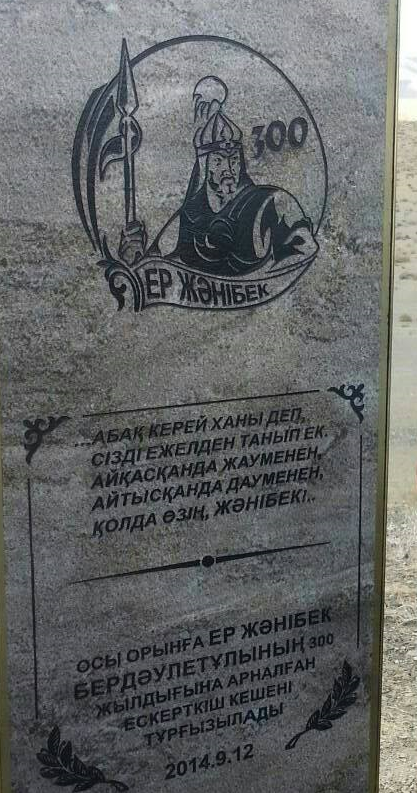 300
ЕР ЖӘНІБЕК
...АБАҚ КЕРЕЙ ХАНЫ ДЕП,
СІЗДІ ЕЖЕЛДЕН ТАНЫП ЕК.
АЙҚАСҚАНДА ЖАУМЕНЕН,
АЙТЫСҚАНДА ДАУМЕНЕН,
ҚОЛДА ӨЗІҢ, ЖӘНІБЕК!..
ОСЫ ОРЫНҒА ЕР ЖӘНІБЕК
БЕРДӘУЛЕТҰЛЫНЫҢ 300
ЖЫЛДЫҒЫНА АРНАЛҒАН
ЕСКЕРТКІШ КЕШЕНІ
ТҰРҒЫЗЫЛАДЫ
2014.9.12